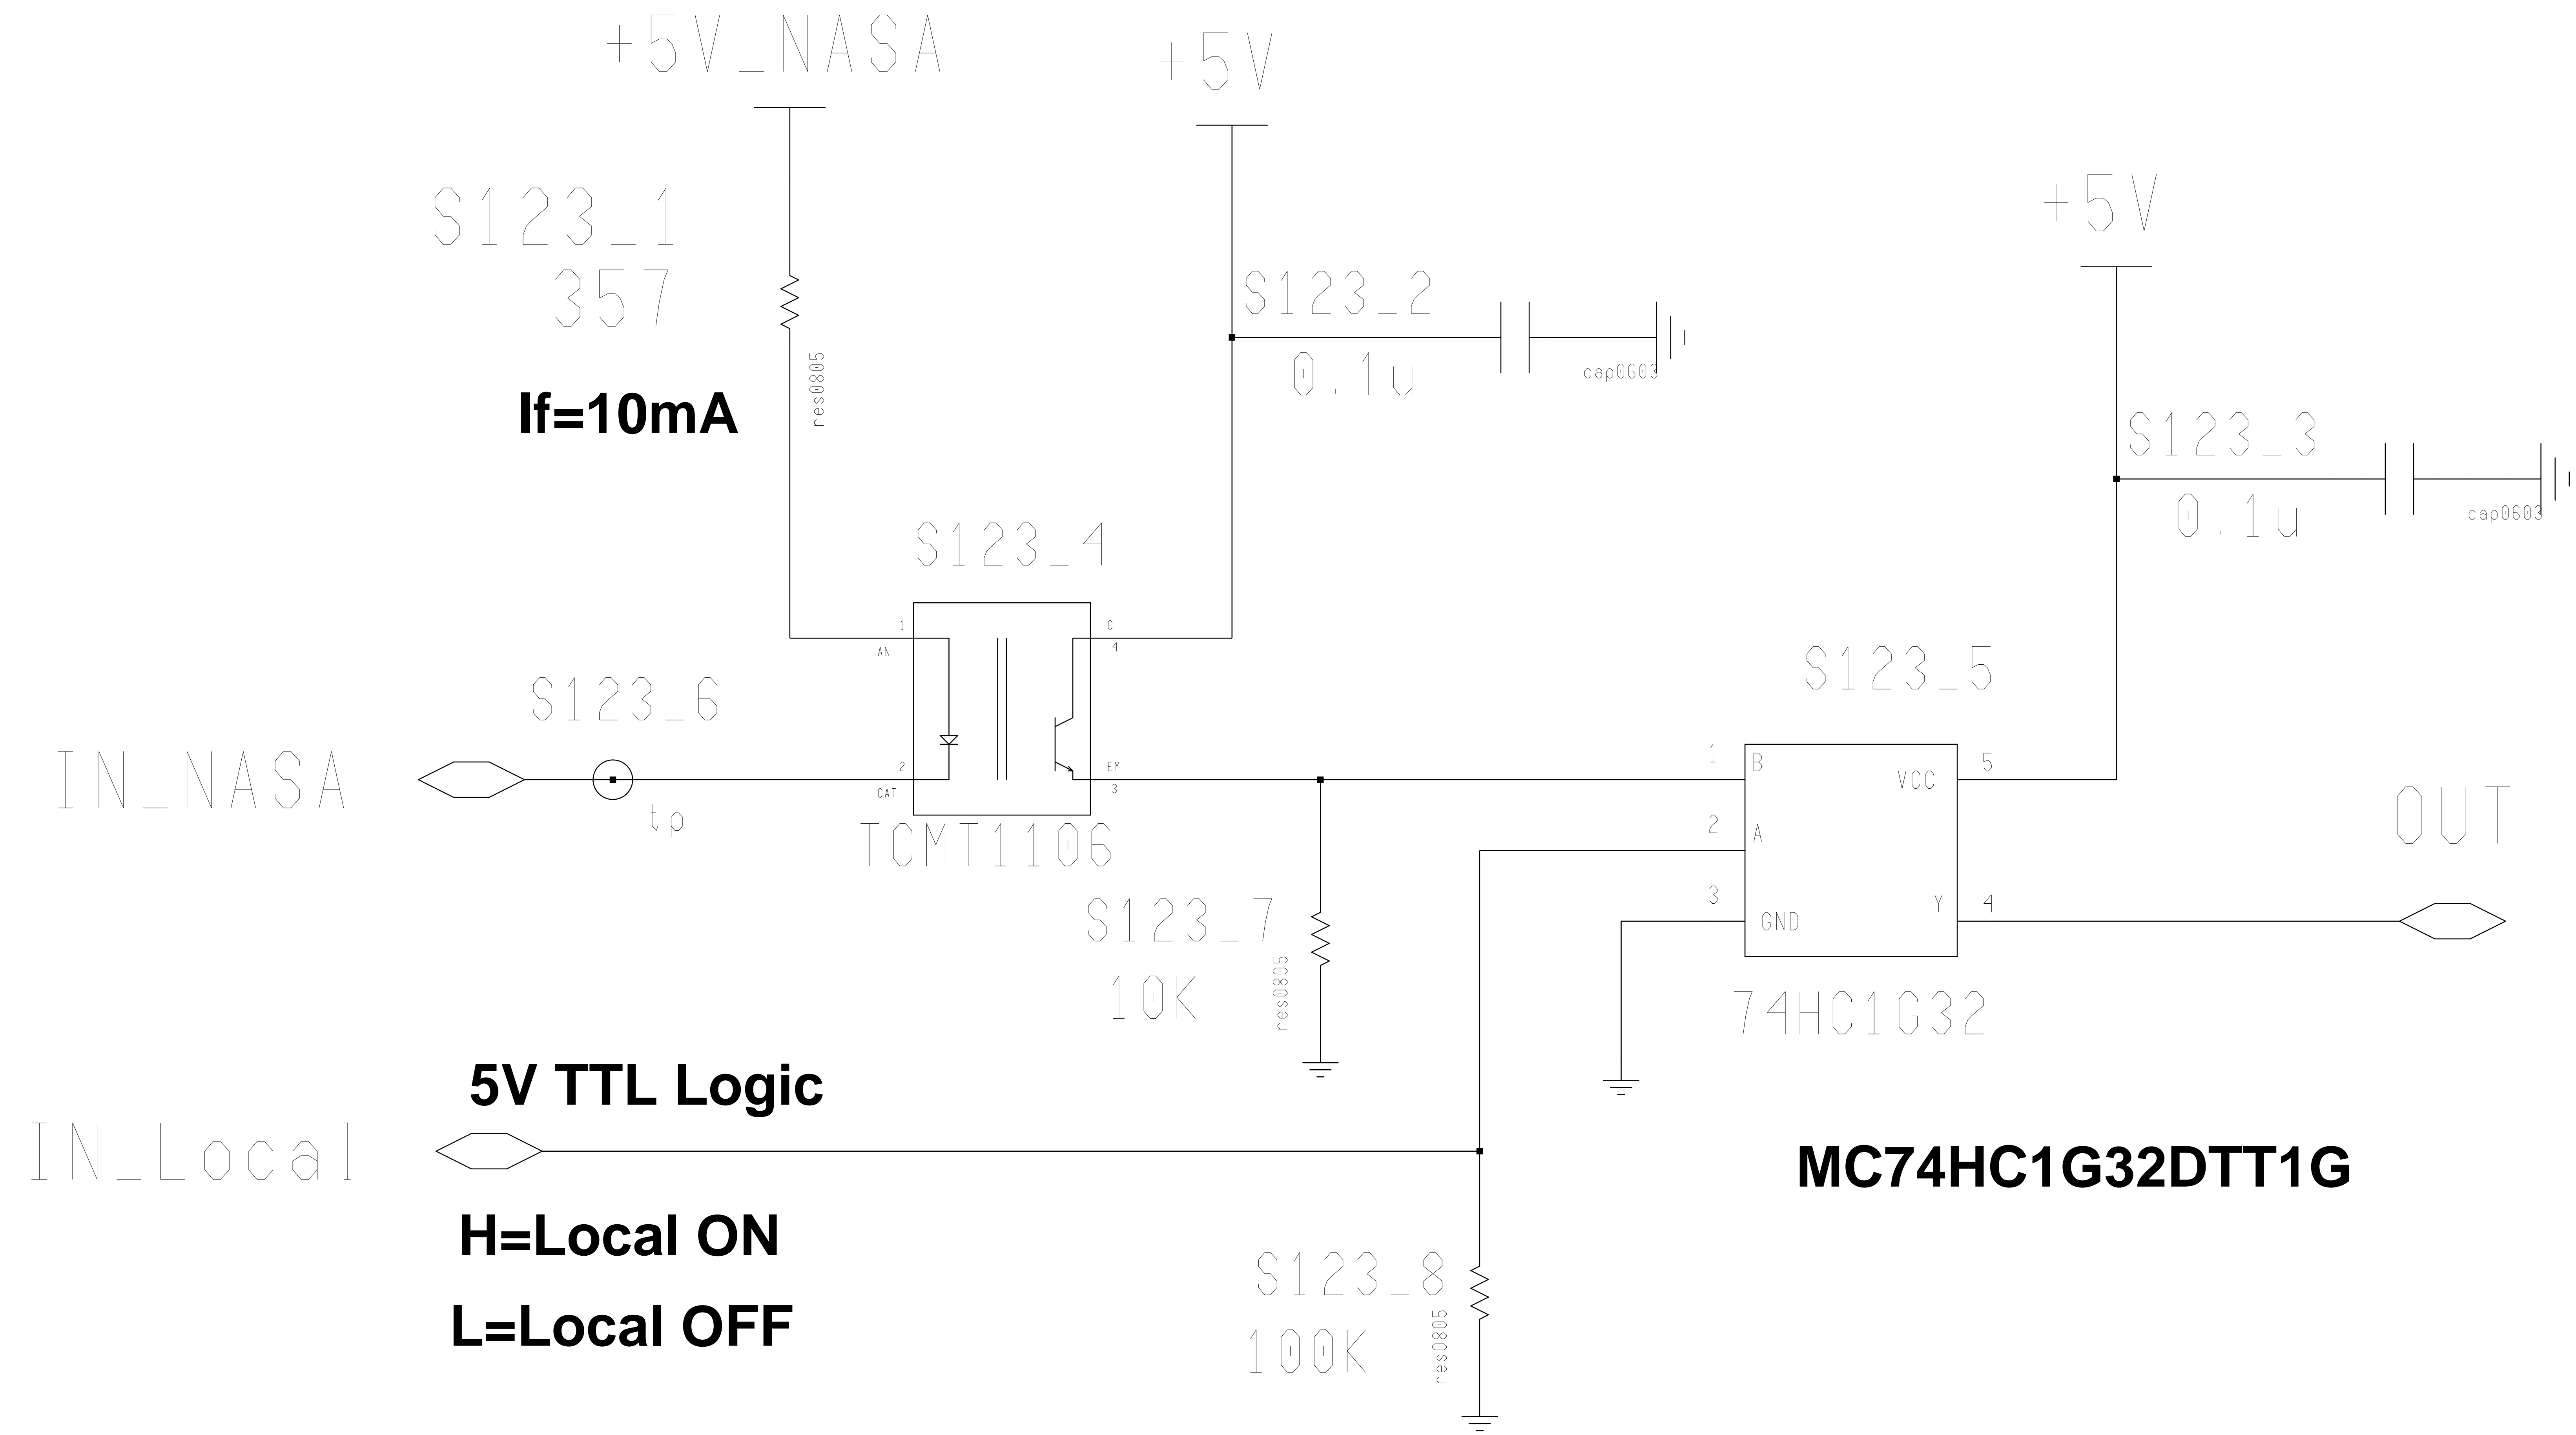 +5V_NASA
+5V
+5V
S123_1
357
res0805
If=10mA
S123_2
0.1u
cap0603
S123_3
0.1u
cap0603
S123_4
1
AN
C
4
2
CAT
EM
3
TCMT1106
S123_6
IN_NASA
tp
S123_5
1
B
VCC
5
2
A
3
GND
Y
4
74HC1G32
OUT
S123_7
10K
res0805
5V TTL Logic
IN_Local
MC74HC1G32DTT1G
H=Local ON
L=Local OFF
S123_8
100K
res0805